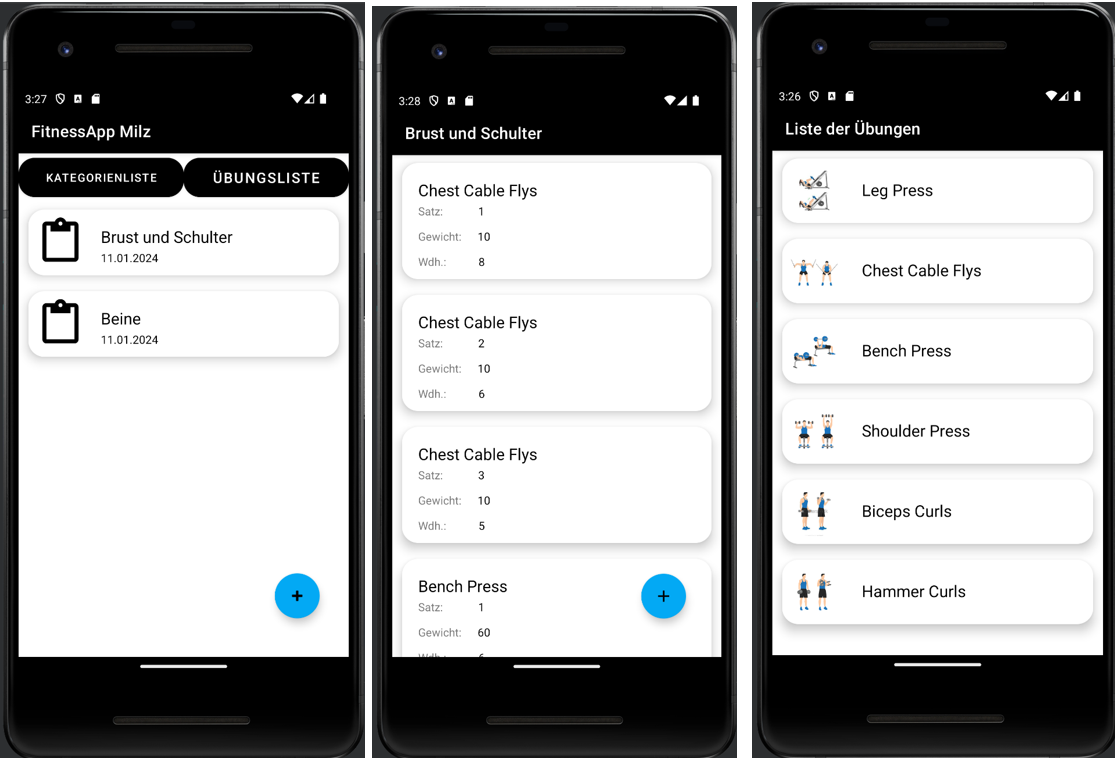 3:27
FitnessApp Milz
KATEGORIENLISTE
ÜBUNGSLISTE
Brust und Schulter
11.01.2024
Beine
11.01.2024
+
3:28
Brust und Schulter
Chest Cable Flys
Satz: 1
Gewicht: 10
Wdh.: 8
Chest Cable Flys
Satz: 2
Gewicht: 10
Wdh.: 6
Chest Cable Flys
Satz: 3
Gewicht: 10
Wdh.: 5
Bench Press
Satz: 1
Gewicht: 60
Wdh.: 6
+
3:26
Liste der Übungen
Leg Press
Chest Cable Flys
Bench Press
Shoulder Press
Biceps Curls
Hammer Curls